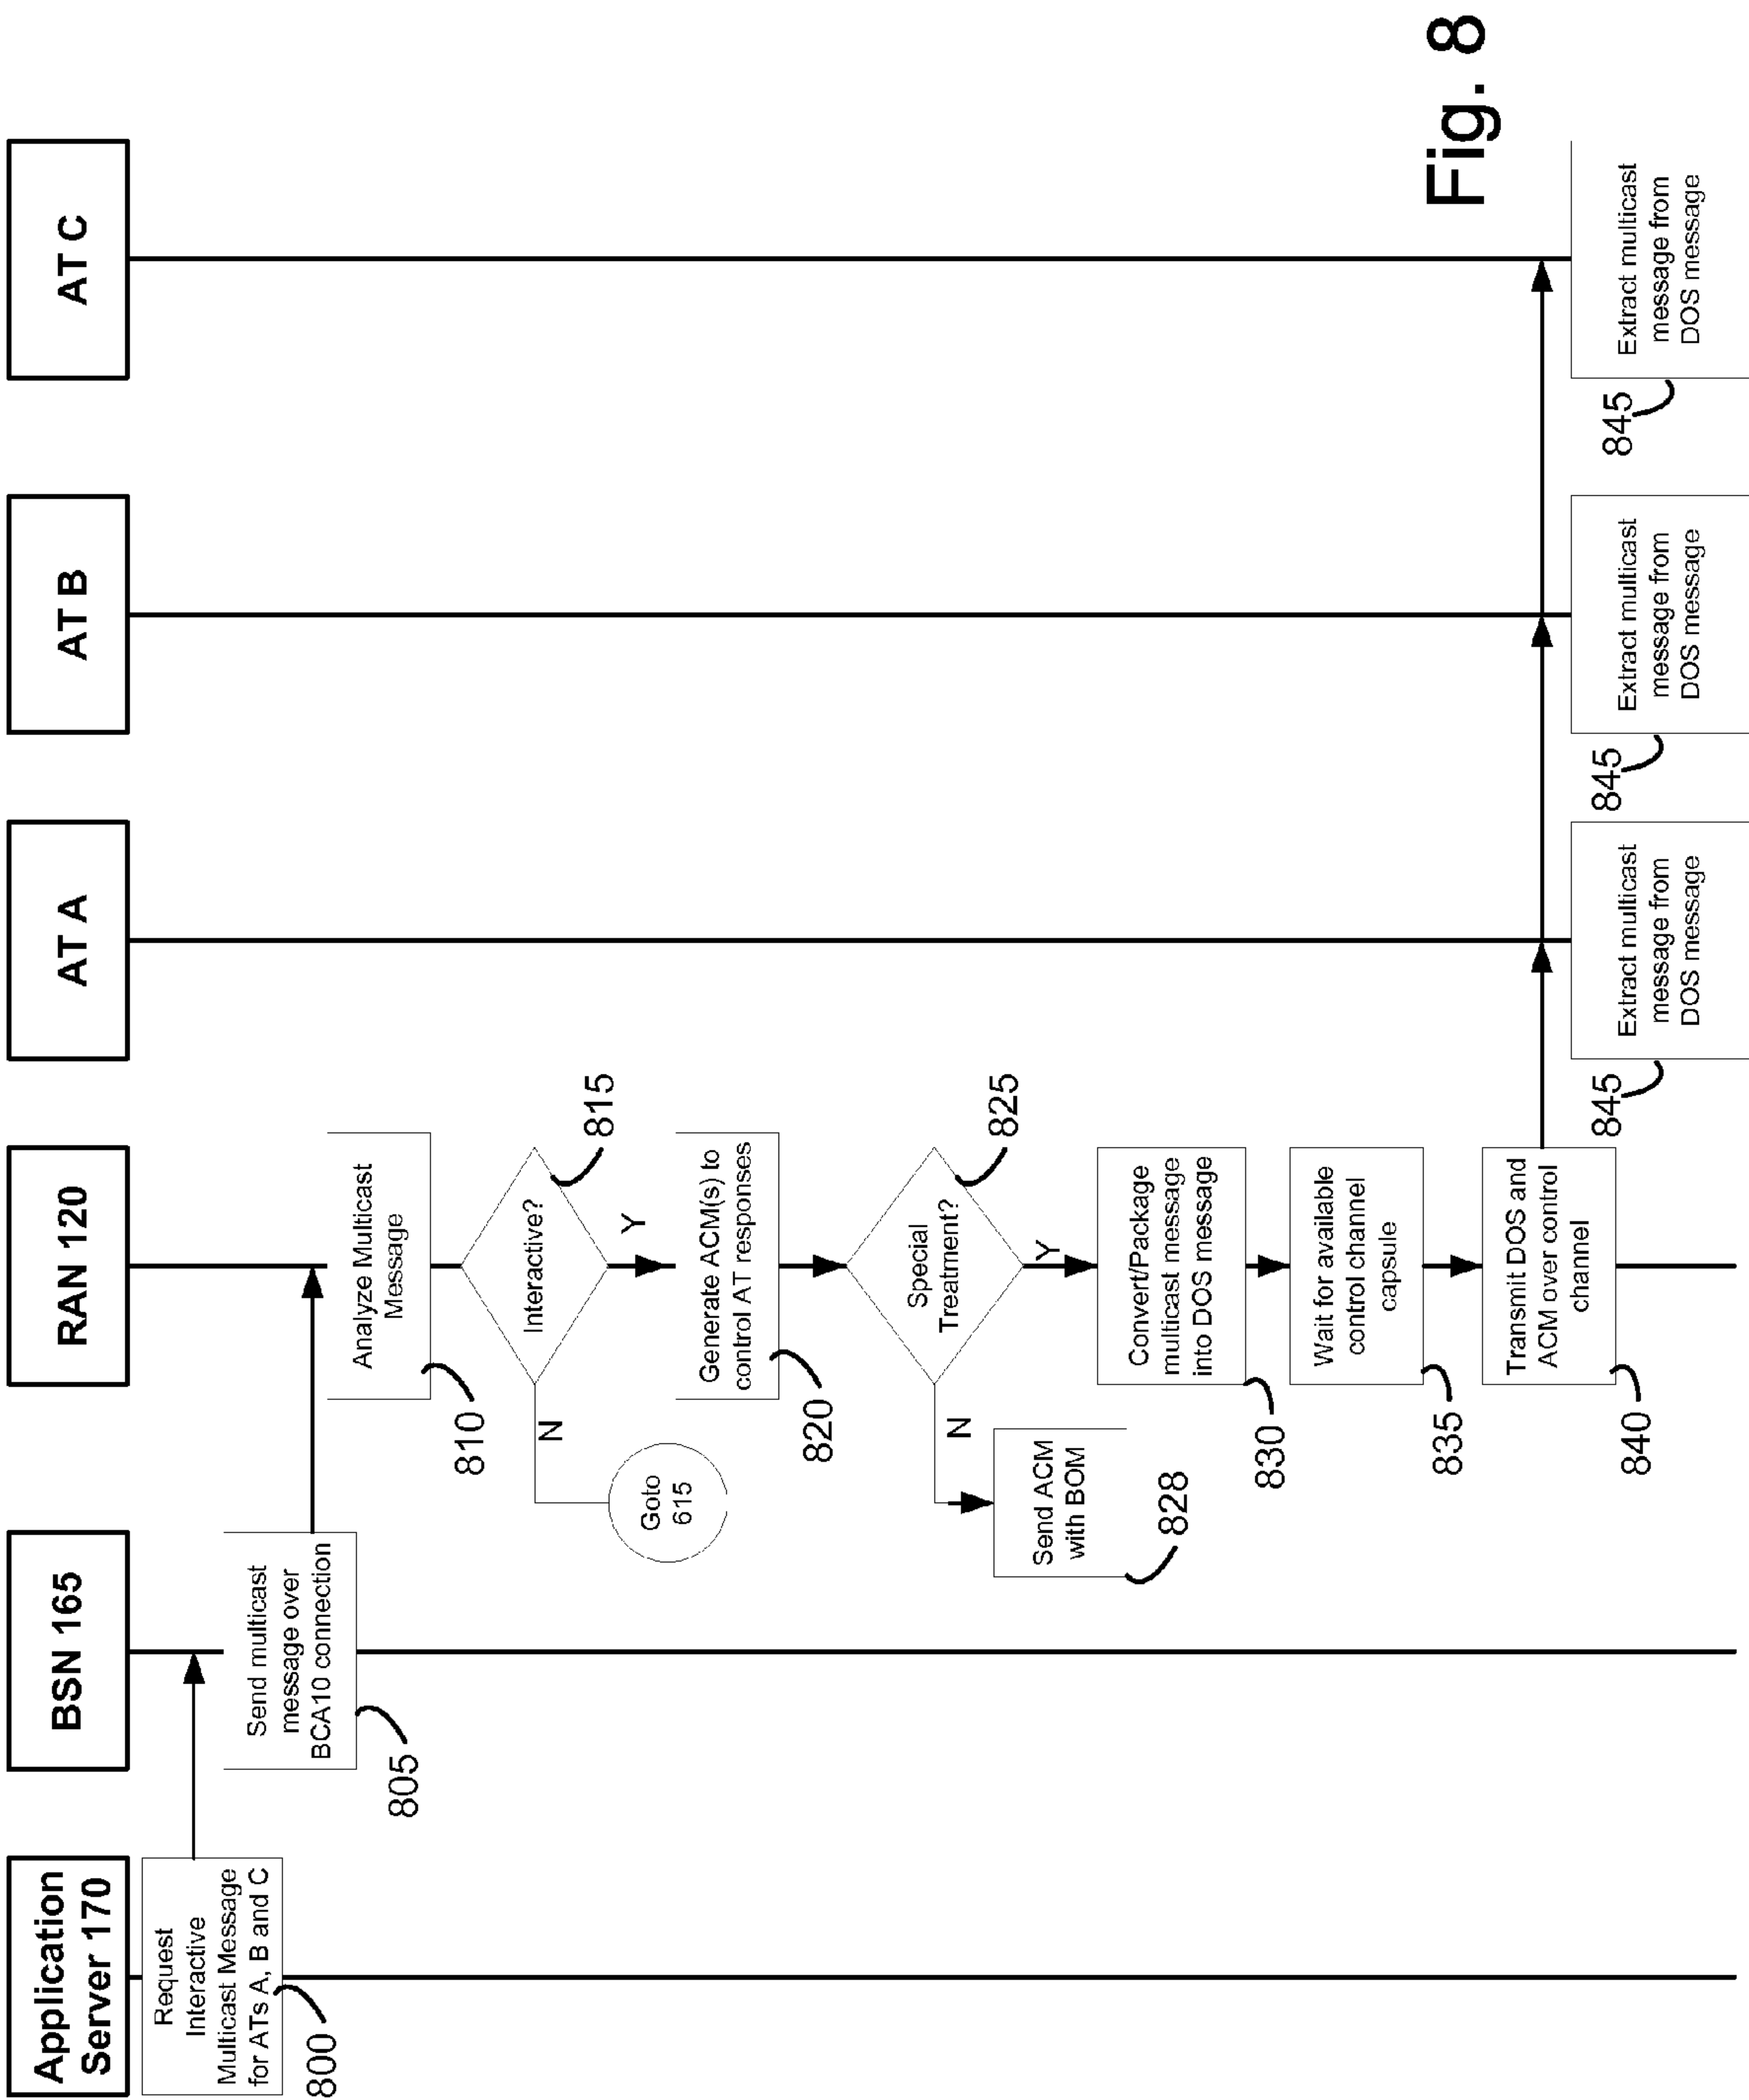 Application
Server 170
BSN 165
RAN 120
AT A
AT B
AT C
Request
Interactive
Multicast Message
for ATs A, B and C
800
Send multicast
message over
BCA10 connection
805
Analyze Multicast
Message
810
Interactive?
815
N
Y
Goto
615
Generate ACM(s) to
control AT responses
820
Special
Treatment?
825
N
Y
Send ACM
with BOM
828
Convert/Package
multicast message
into DOS message
830
Wait for available
control channel
capsule
835
Transmit DOS and
ACM over control
channel
840
Extract multicast
message from
DOS message
845
Extract multicast
message from
DOS message
845
Extract multicast
message from
DOS message
845
Fig. 8